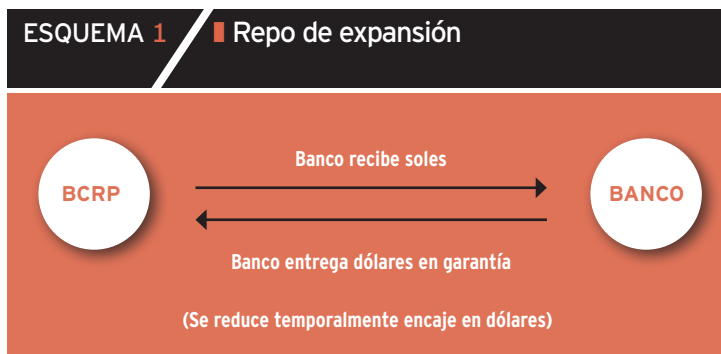 ESQUEMA 1
Repo de expansión
Banco recibe soles
BCRP
BANCO
Banco entrega dólares en garantía
(Se reduce temporalmente encaje en dólares)